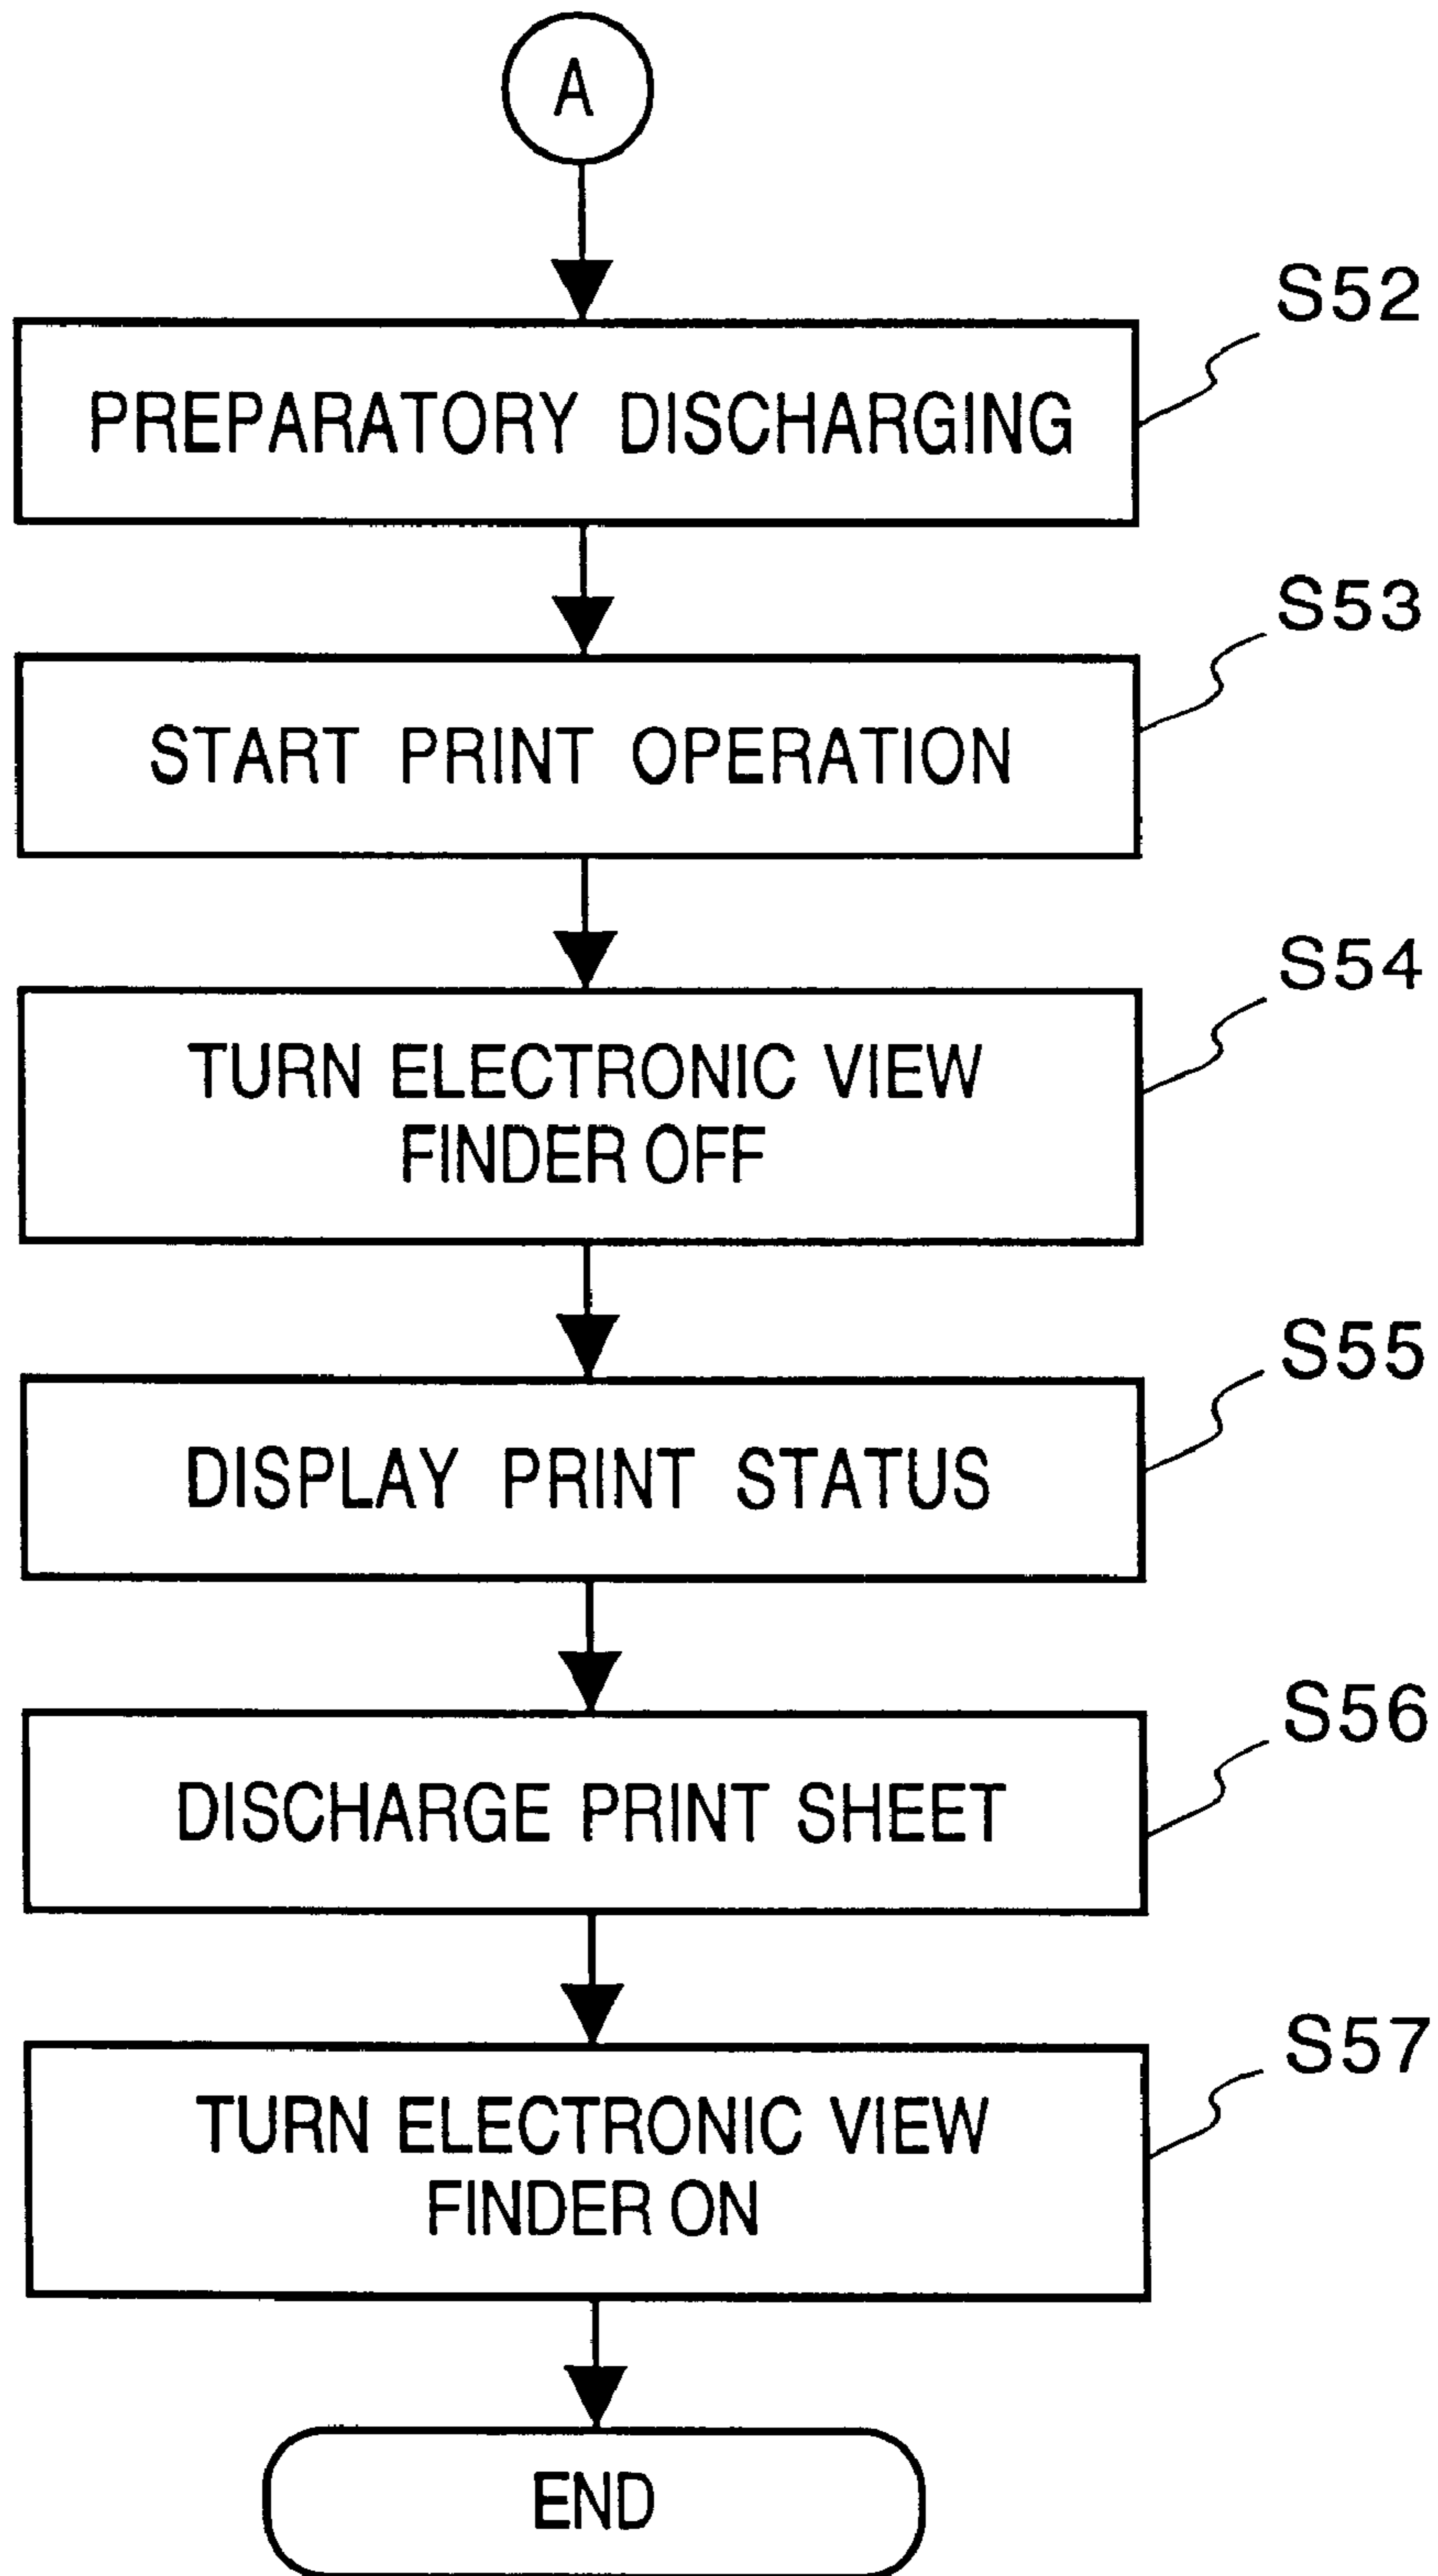 A
S52
PREPARATORY DISCHARGING
S53
START PRINT OPERATION
S54
TURN ELECTRONIC VIEW
FINDER OFF
S55
DISPLAY PRINT STATUS
S56
DISCHARGE PRINT SHEET
S57
TURN ELECTRONIC VIEW
FINDER ON
END